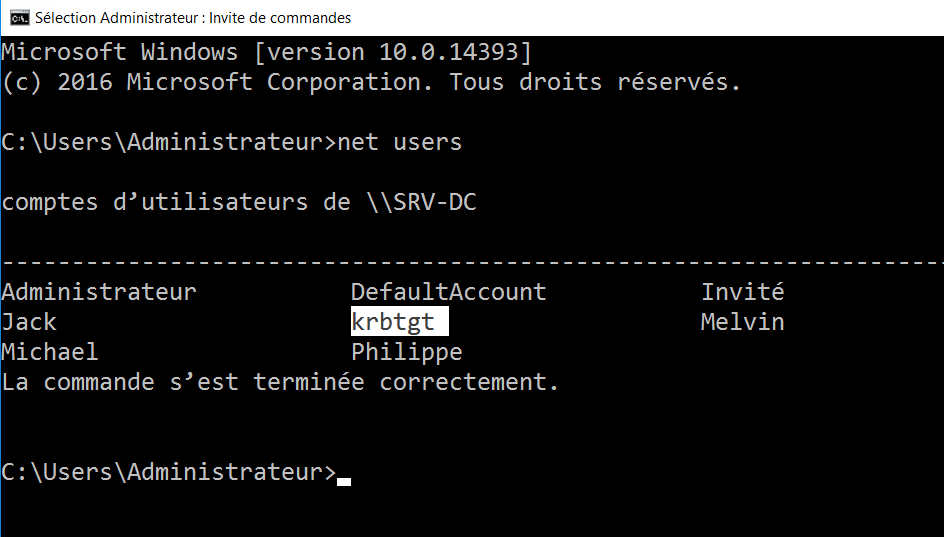 Sélection Administrateur : Invite de commandes
Microsoft Windows [version 10.0.14393]
(c) 2016 Microsoft Corporation. Tous droits réservés.
C:\Users\Administrateur>net users
comptes d’utilisateurs de \\SRV-DC
-------------------------------------------------------------------
Administrateur DefaultAccount Invité
Jack krbtgt Melvin
Michael Philippe
La commande s’est terminée correctement.
C:\Users\Administrateur>